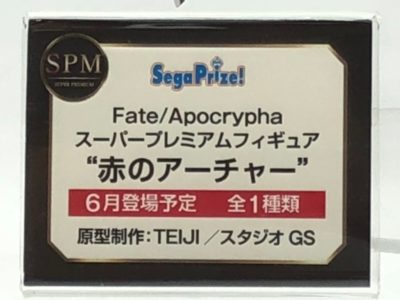 SPM
SUPER PREMIUM
SegaPrize!
Fate/Apocrypha
スーパープレミアムフィギュア
“赤のアーチャー”
6月登場予定 全1種類
原型制作：TEIJI／スタジオGS